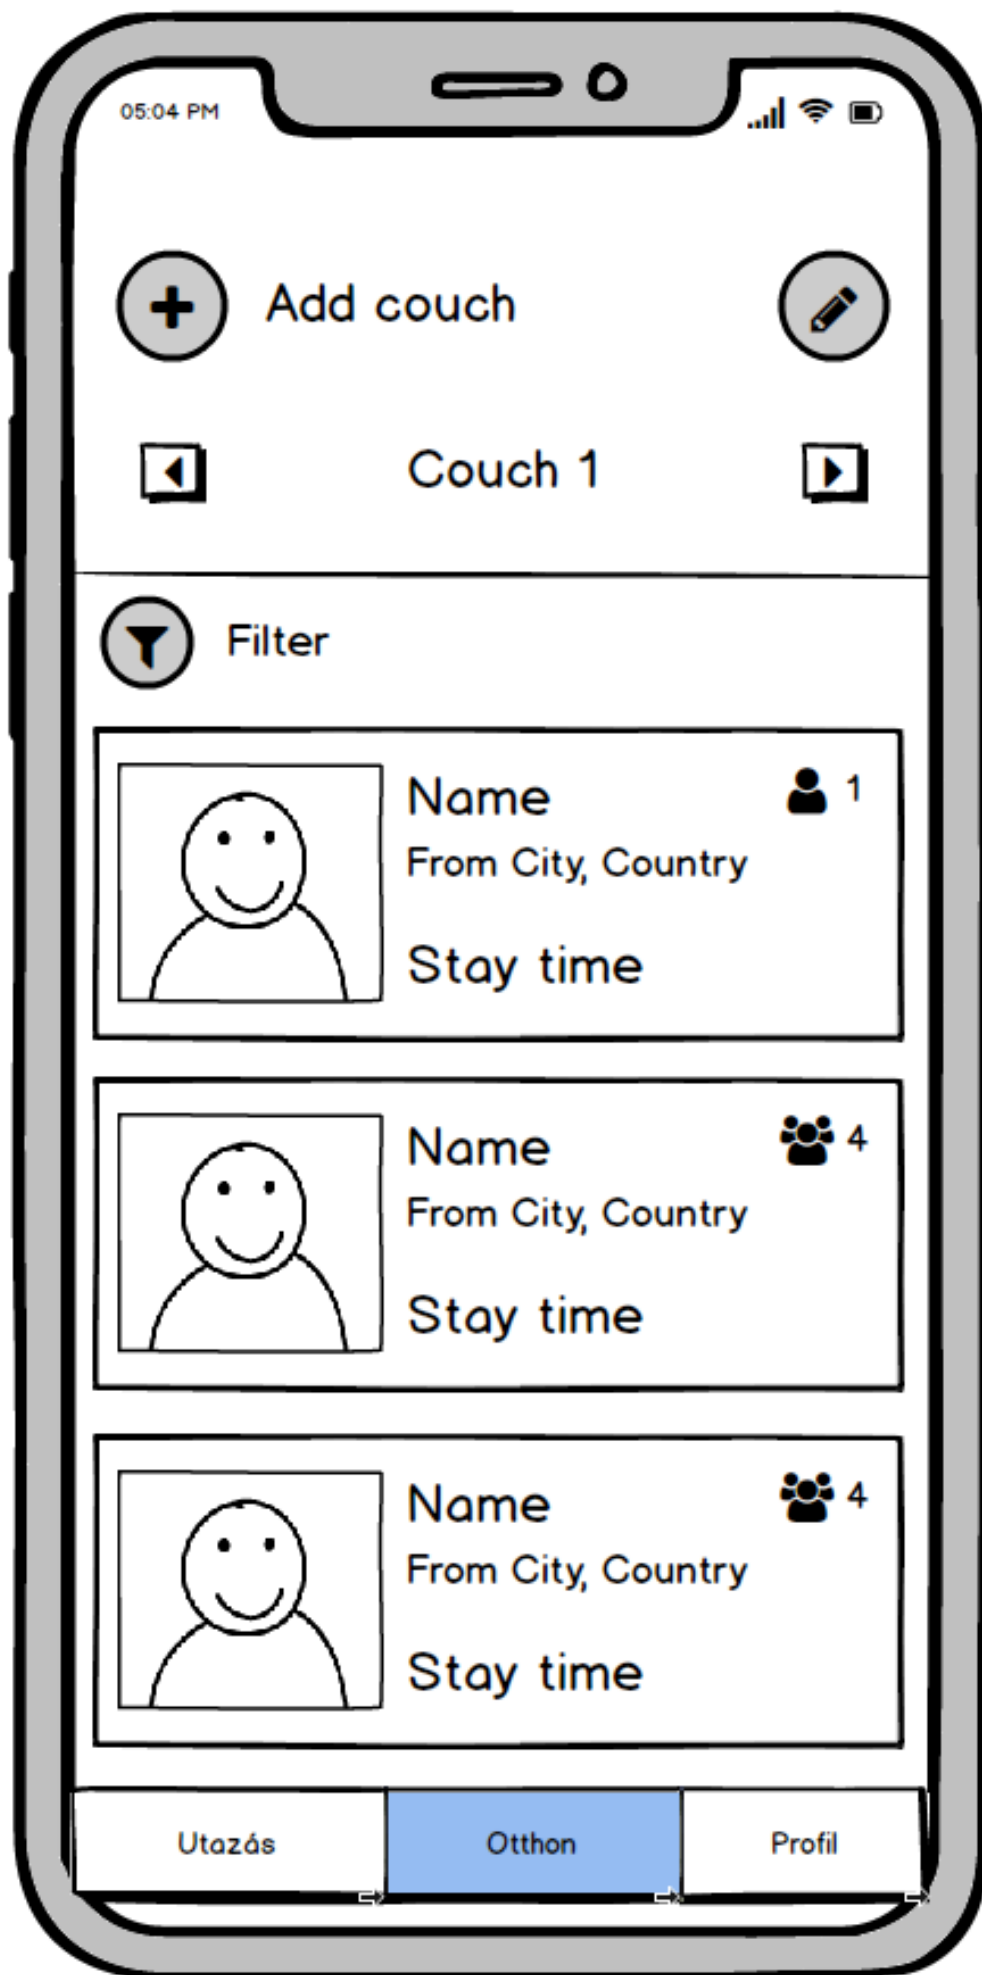 05:04 PM
Add couch
Couch 1
Filter
Name 1
From City, Country
Stay time
Name 4
From City, Country
Stay time
Name 4
From City, Country
Stay time
Utazás Otthon Profil